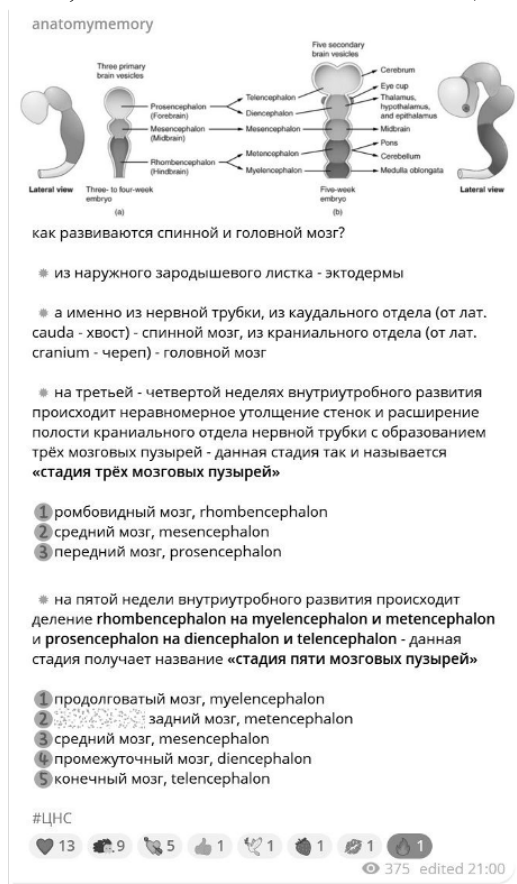 anatomymemory
Five secondary
brain vesicles
Three primary
brain vesicles
Cerebrum
Eye cup
Telencephalon
Thalamus,
hypothalamus,
and epithalamus
Prosencephalon
(Forebrain)
Diencephalon
Mesencephalon
(Midbrain)
Mesencephalon
Midbrain
Pons
Metencephalon
Cerebellum
Rhombencephalon
(Hindbrain)
Myelencephalon
Medulla oblongata
Lateral view
Three- to four-week
embryo
Five-week
embryo
Lateral view
(a)
(b)
как развиваются спинной и головной мозг?
из наружного зародышевого листка - эктодермы
а именно из нервной трубки, из каудального отдела (от лат.
cauda - хвост) - спинной мозг, из краниального отдела (от лат.
cranium - череп) - головной мозг
на третьей - четвертой неделях внутриутробного развития
происходит неравномерное утолщение стенок и расширение
полости краниального отдела нервной трубки с образованием
трёх мозговых пузырей - данная стадия так и называется
«стадия трёх мозговых пузырей»
1 ромбовидный мозг, rhombencephalon
2 средний мозг, mesencephalon
3 передний мозг, prosencephalon
на пятой недели внутриутробного развития происходит
деление rhombencephalon на myelencephalon и metencephalon
и prosencephalon на diencephalon и telencephalon - данная
стадия получает название «стадия пяти мозговых пузырей»
1 продолговатый мозг, myelencephalon
2 задний мозг, metencephalon
3 средний мозг, mesencephalon
4 промежуточный мозг, diencephalon
5 конечный мозг, telencephalon
#ЦНС
13 9 5 1 1 1 1 1
375 edited 21:00